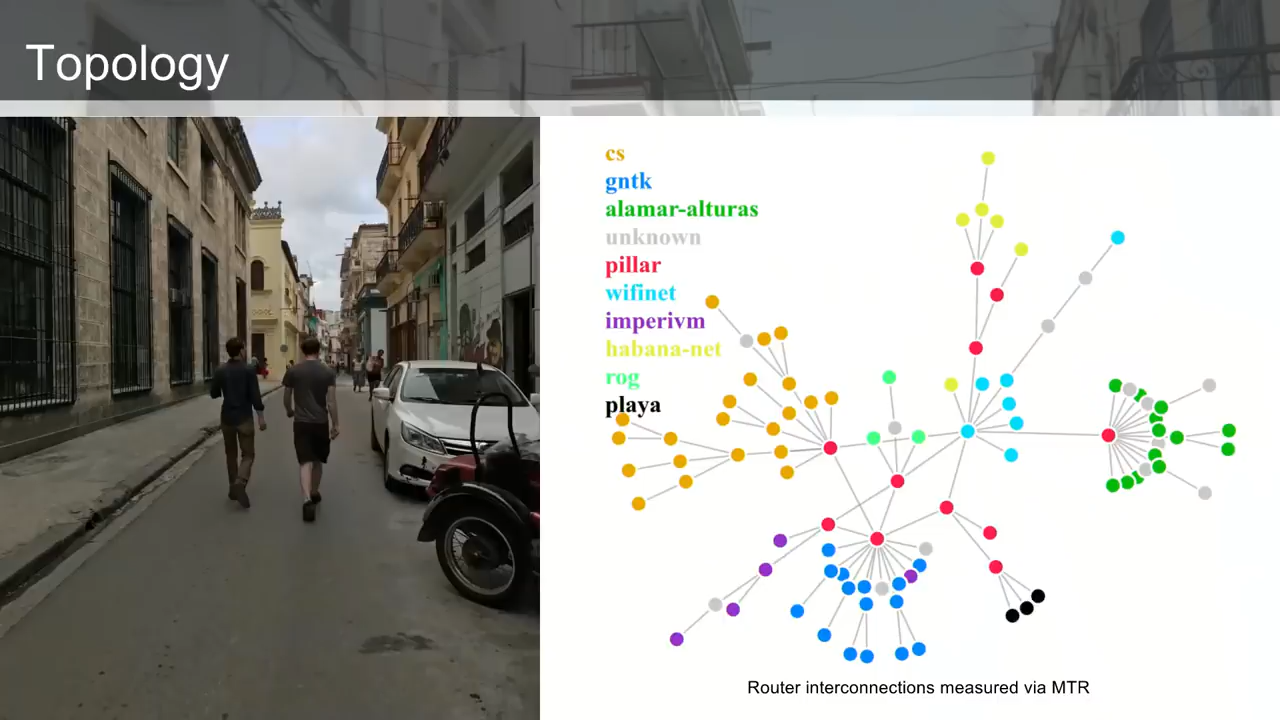 Topology
cs
gntk
alamar-alturas
unknown
pillar
wifinet
imperivm
habana-net
rog
playa
Router interconnections measured via MTR